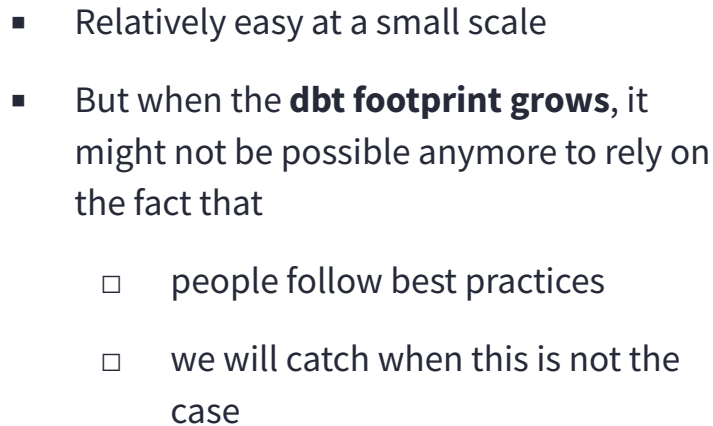 ▪ Relatively easy at a small scale
▪ But when the dbt footprint grows, it
might not be possible anymore to rely on
the fact that
□ people follow best practices
□ we will catch when this is not the
case